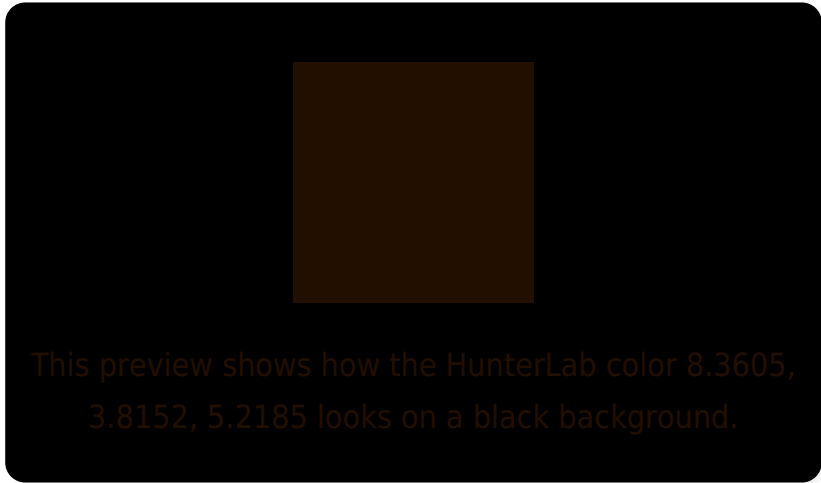 This preview shows how the HunterLab color 8.3605,
3.8152, 5.2185 looks on a black background.